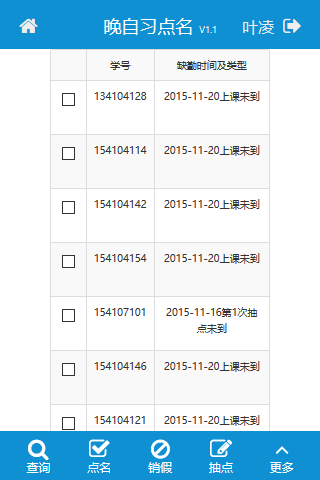 晚自习点名 V1.1 叶凌
学号 缺勤时间及类型
134104128 2015-11-20上课未到
154104114 2015-11-20上课未到
154104142 2015-11-20上课未到
154104154 2015-11-20上课未到
154107101 2015-11-16第1次抽
点未到
154104146 2015-11-20上课未到
154104121 2015-11-20上课未到
查询 点名 销假 抽点 更多